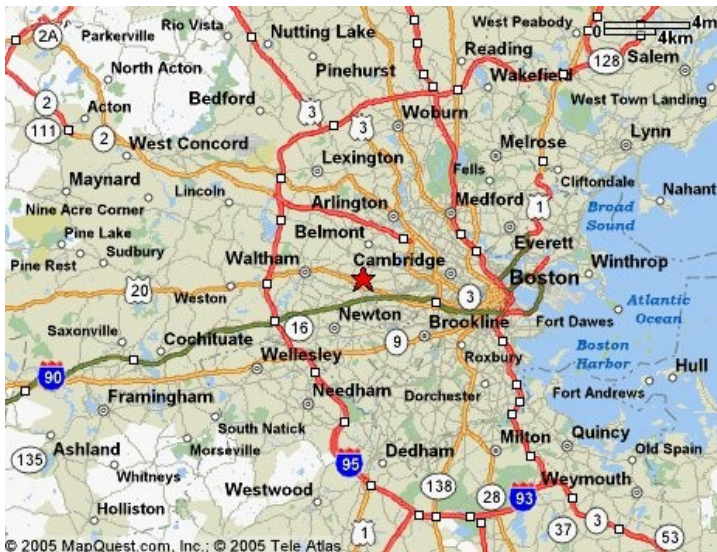 West Peabody
4m
Rio Vista
2A
Parkerville
Nutting Lake
0
4km
Reading
128
Salem
Pinehurst
North Acton
Wakefield
2
Acton
Bedford
3
3
West Town Landing
111
2
Woburn
West Concord
Melrose
Lynn
Lexington
Fells
Maynard
Cliftondale
Lincoln
Medford
Nahant
Nine Acre Corner
Arlington
1
Broad
Sound
Pine Lake
Belmont
Everett
Sudbury
Pine Rest
Waltham
Cambridge
Winthrop
Boston
20
Weston
3
Atlantic
Ocean
16
Newton
Brookline
Fort Dawes
Saxonville
9
Cochituate
Boston
Harbor
Wellesley
Roxbury
Hull
90
Needham
Dorchester
Fort Andrews
Framingham
South Natick
Quincy
Ashland
Morseville
Milton
Old Spain
135
Dedham
95
Whitneys
Weymouth
Westwood
138
28
93
Holliston
1
37
3
53
© 2005 MapQuest.com, Inc.; © 2005 Tele Atlas